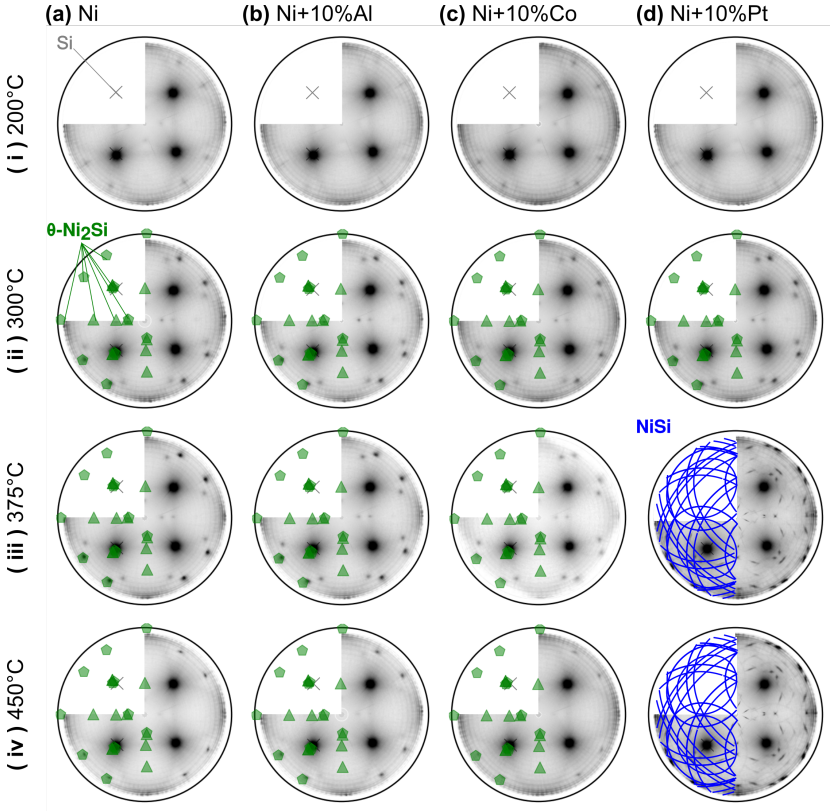 (a) Ni (b) Ni+10%Al (c) Ni+10%Co (d) Ni+10%Pt
Si
(i) 200°C
θ-Ni₂Si
(ii) 300°C
NiSi
(iii) 375°C
(iv) 450°C